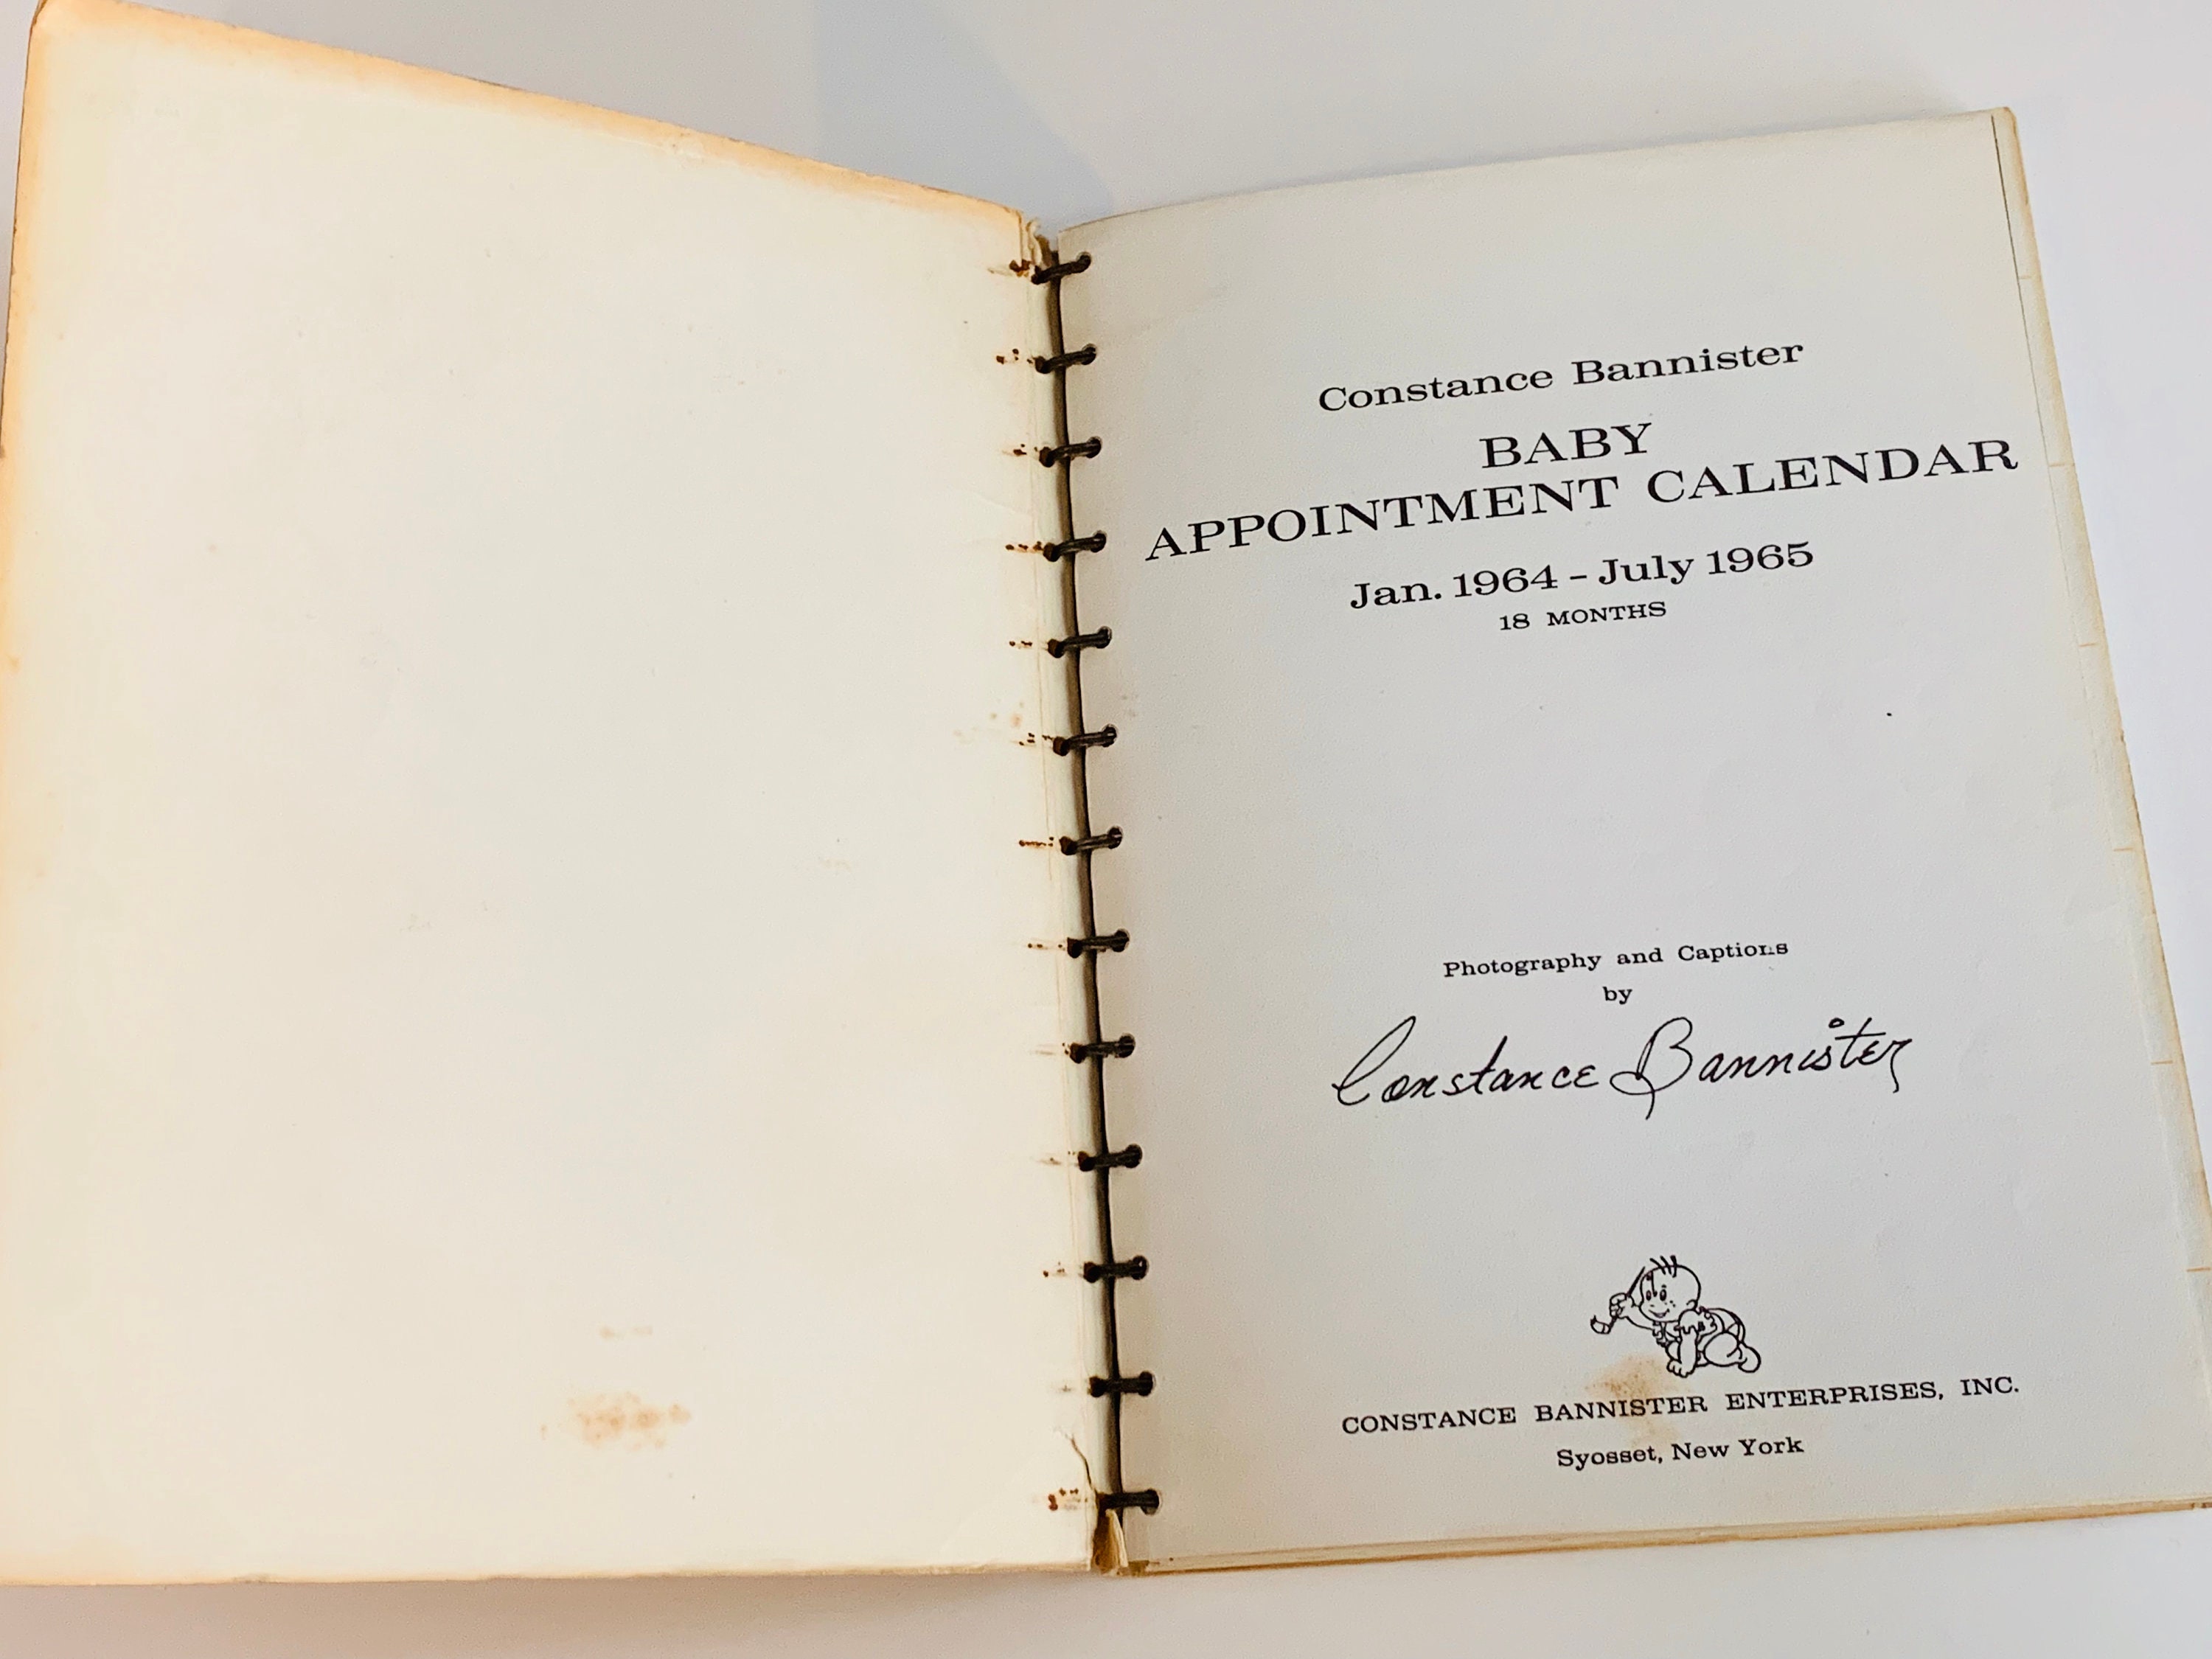 Constance Bannister
BABY
APPOINTMENT CALENDAR
Jan. 1964 - July 1965
18 MONTHS
Photography and Captions
by
Constance Bannister
CONSTANCE BANNISTER ENTERPRISES, INC.
Syosset, New York